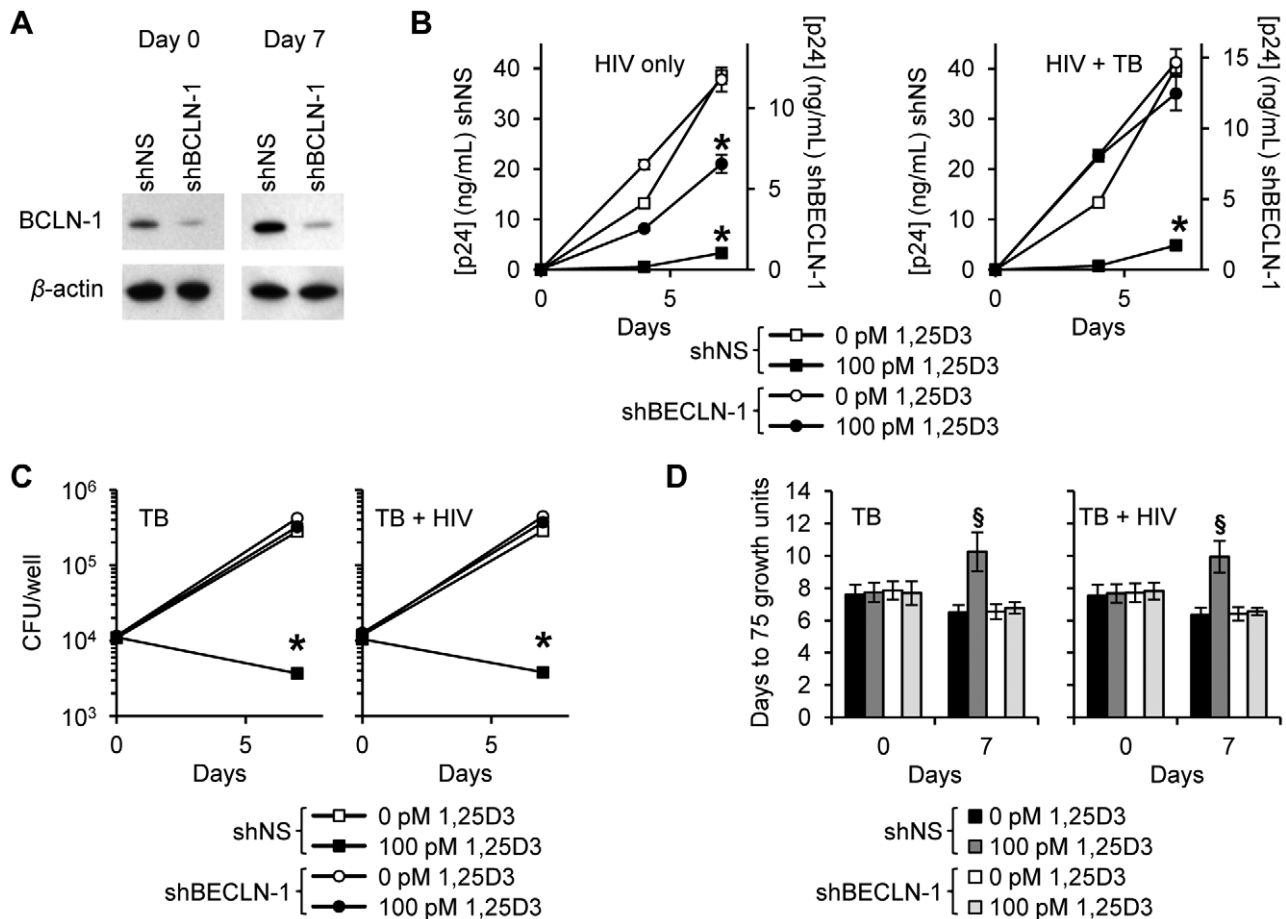 A
Day 0
Day 7
shNS
shBCLN-1
shNS
shBCLN-1
BCLN-1
β-actin
B
[p24] (ng/mL) shNS
40
30
20
10
0
HIV only
*
*
10
5
0
[p24] (ng/mL) shBECLN-1
0
5
Days
[p24] (ng/mL) shNS
40
30
20
10
0
HIV + TB
*
15
10
5
0
[p24] (ng/mL) shBECLN-1
0
5
Days
shNS
0 pM 1,25D3
100 pM 1,25D3
shBECLN-1
0 pM 1,25D3
100 pM 1,25D3
C
CFU/well
10⁶
10⁵
10⁴
10³
TB
*
0
5
Days
TB + HIV
*
0
5
Days
shNS
0 pM 1,25D3
100 pM 1,25D3
shBECLN-1
0 pM 1,25D3
100 pM 1,25D3
D
Days to 75 growth units
14
12
10
8
6
4
2
0
TB
§
0
7
Days
TB + HIV
§
0
7
Days
shNS
0 pM 1,25D3
100 pM 1,25D3
shBECLN-1
0 pM 1,25D3
100 pM 1,25D3